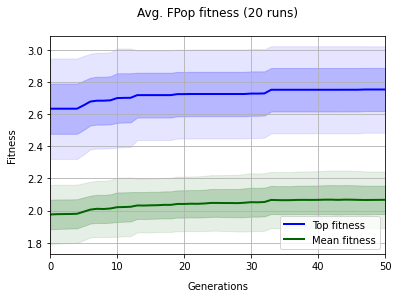 Avg. FPop fitness (20 runs)
3.0
2.8
2.6
2.4
2.2
2.0
1.8
Fitness
0 10 20 30 40 50
Generations
Top fitness
Mean fitness